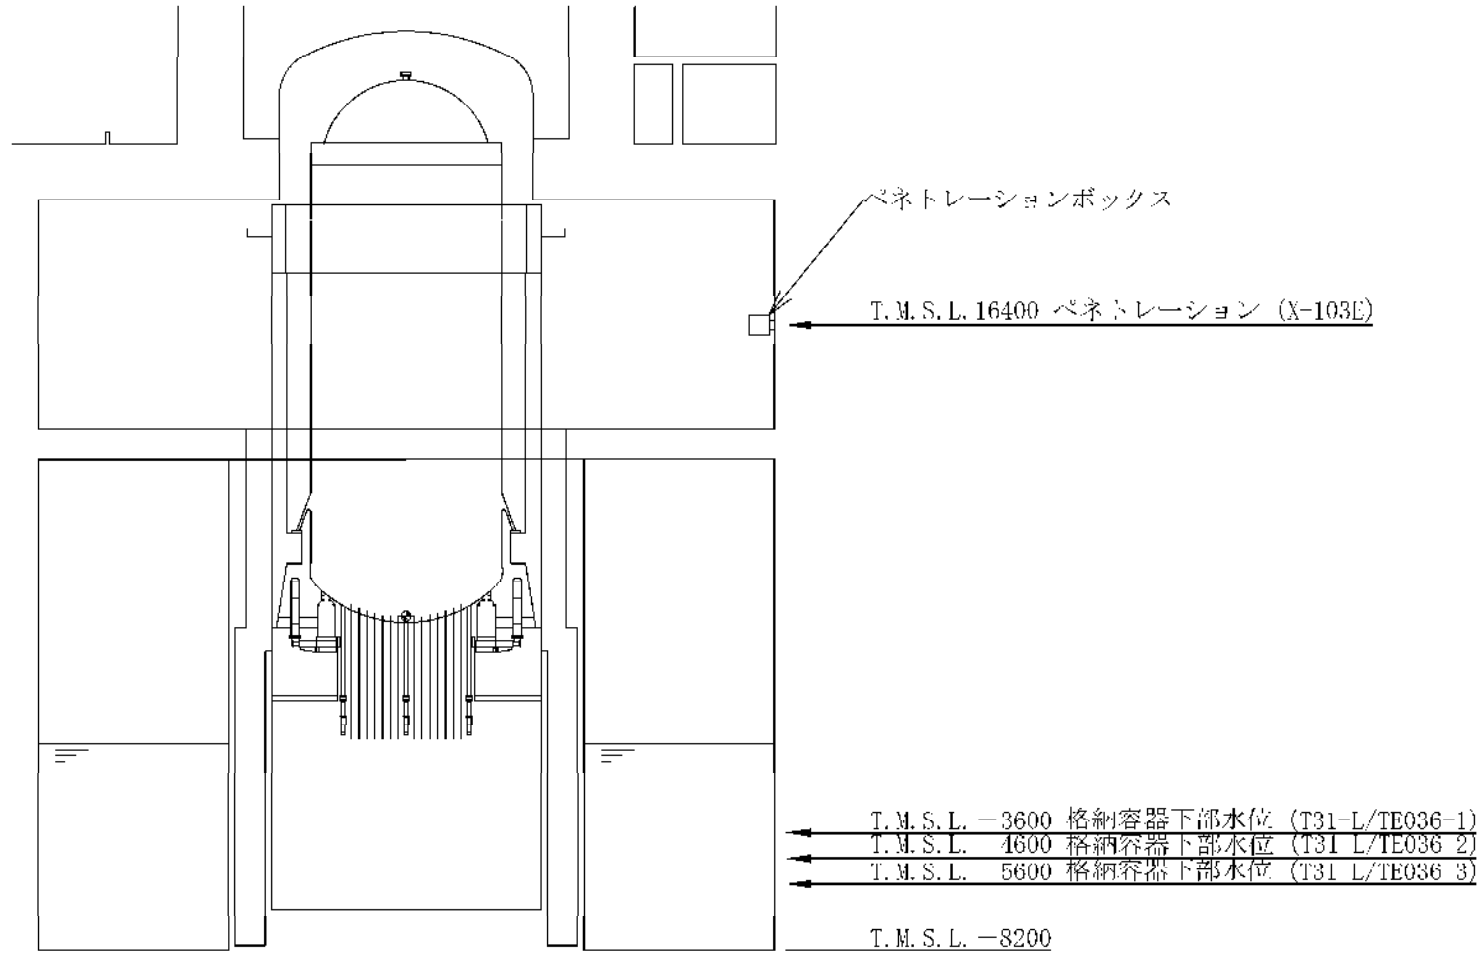 ペネトレーションボックス
T.M.S.L.16400 ペネトレーション (X-103E)
T.M.S.L.－3600 格納容器下部水位 (T31-L/TE036-1)
T.M.S.L. 4600 格納容器下部水位 (T31 L/TE036 2)
T.M.S.L. 5600 格納容器下部水位 (T31 L/TE036 3)
T.M.S.L.－8200